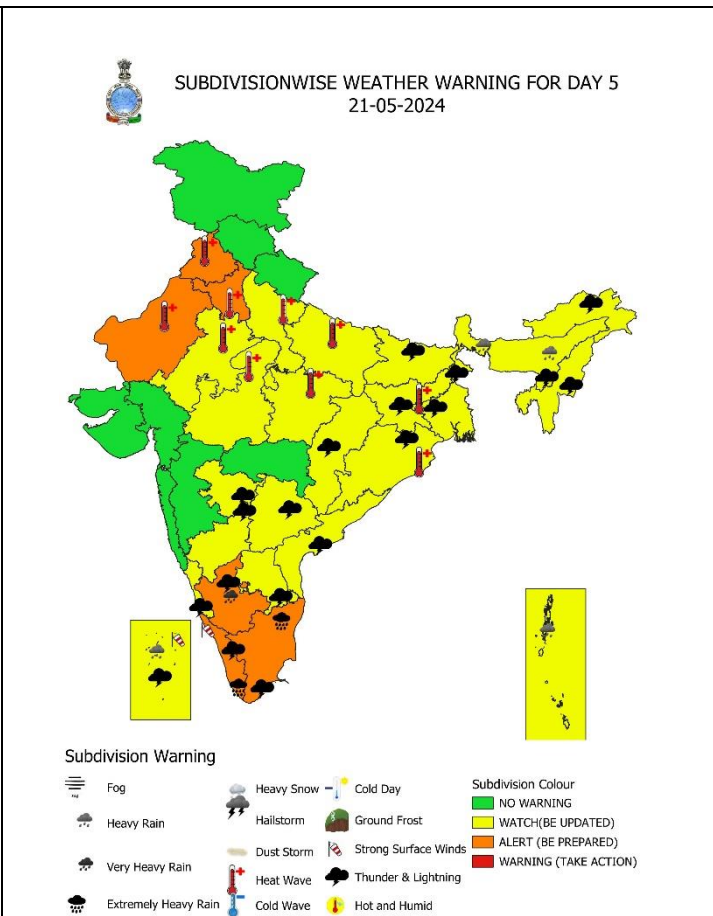 SUBDIVISIONWISE WEATHER WARNING FOR DAY 5
21-05-2024
Subdivision Warning
Fog
Heavy Rain
Very Heavy Rain
Extremely Heavy Rain
Heavy Snow
Hailstorm
Dust Storm
Heat Wave
Cold Wave
Cold Day
Ground Frost
Strong Surface Winds
Thunder & Lightning
Hot and Humid
Subdivision Colour
NO WARNING
WATCH(BE UPDATED)
ALERT (BE PREPARED)
WARNING (TAKE ACTION)